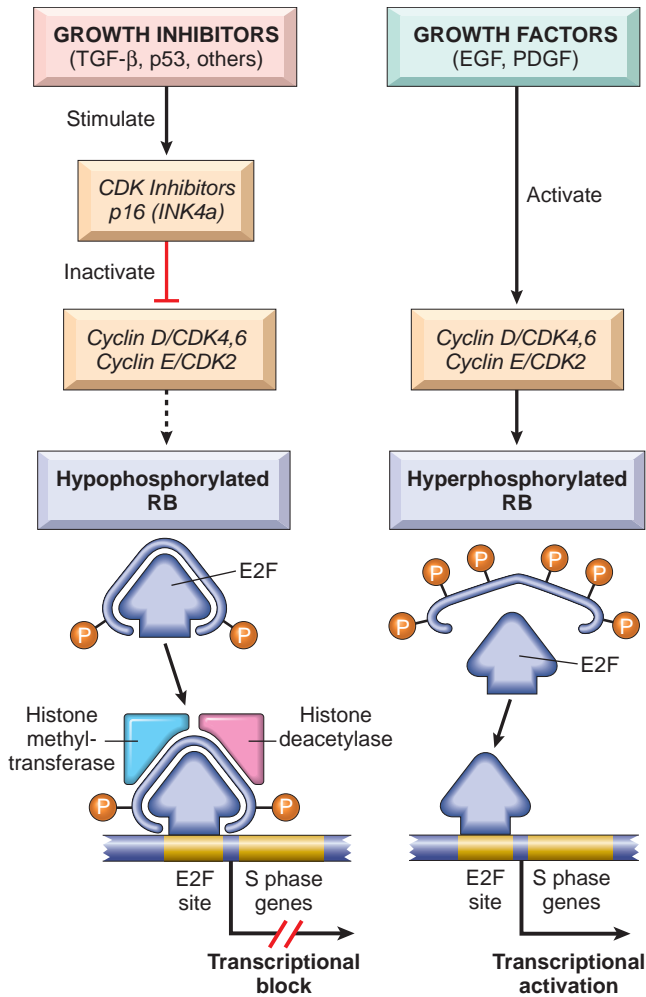 GROWTH INHIBITORS
(TGF-β, p53, others)
Stimulate
CDK Inhibitors
p16 (INK4a)
Inactivate
Cyclin D/CDK4,6
Cyclin E/CDK2
Hypophosphorylated
RB
E2F
P
P
Histone
methyl-
transferase
Histone
deacetylase
P
P
E2F
site
S phase
genes
Transcriptional
block
GROWTH FACTORS
(EGF, PDGF)
Activate
Cyclin D/CDK4,6
Cyclin E/CDK2
Hyperphosphorylated
RB
P
P
P
P
P
P
E2F
E2F
site
S phase
genes
Transcriptional
activation